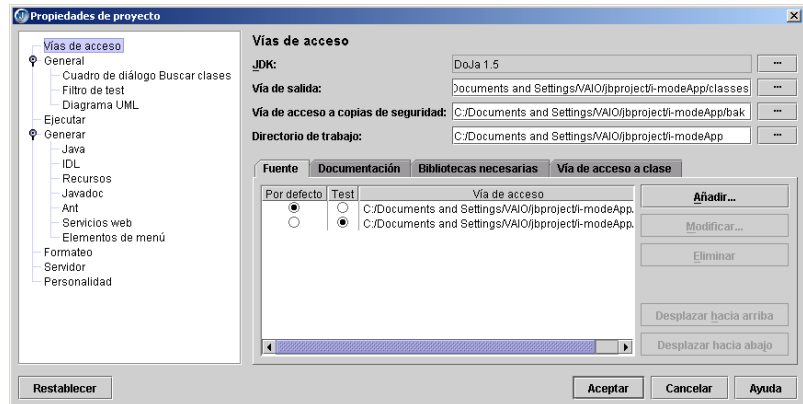 Propiedades de proyecto
Vías de acceso
General
Cuadro de diálogo Buscar clases
Filtro de test
Diagrama UML
Ejecutar
Generar
Java
IDL
Recursos
Javadoc
Ant
Servicios web
Elementos de menú
Formateo
Servidor
Personalidad
Vías de acceso
JDK: DoJa 1.5 ...
Vía de salida: Documents and Settings/VAIO/jbproject/i-modeApp/classes ...
Vía de acceso a copias de seguridad: C:/Documents and Settings/VAIO/jbproject/i-modeApp/bak ...
Directorio de trabajo: C:/Documents and Settings/VAIO/jbproject/i-modeApp ...
Fuente Documentación Bibliotecas necesarias Vía de acceso a clase
Por defecto Test Vía de acceso
C:/Documents and Settings/VAIO/jbproject/i-modeApp.
C:/Documents and Settings/VAIO/jbproject/i-modeApp.
Añadir...
Modificar...
Eliminar
Desplazar hacia arriba
Desplazar hacia abajo
Restablecer Aceptar Cancelar Ayuda